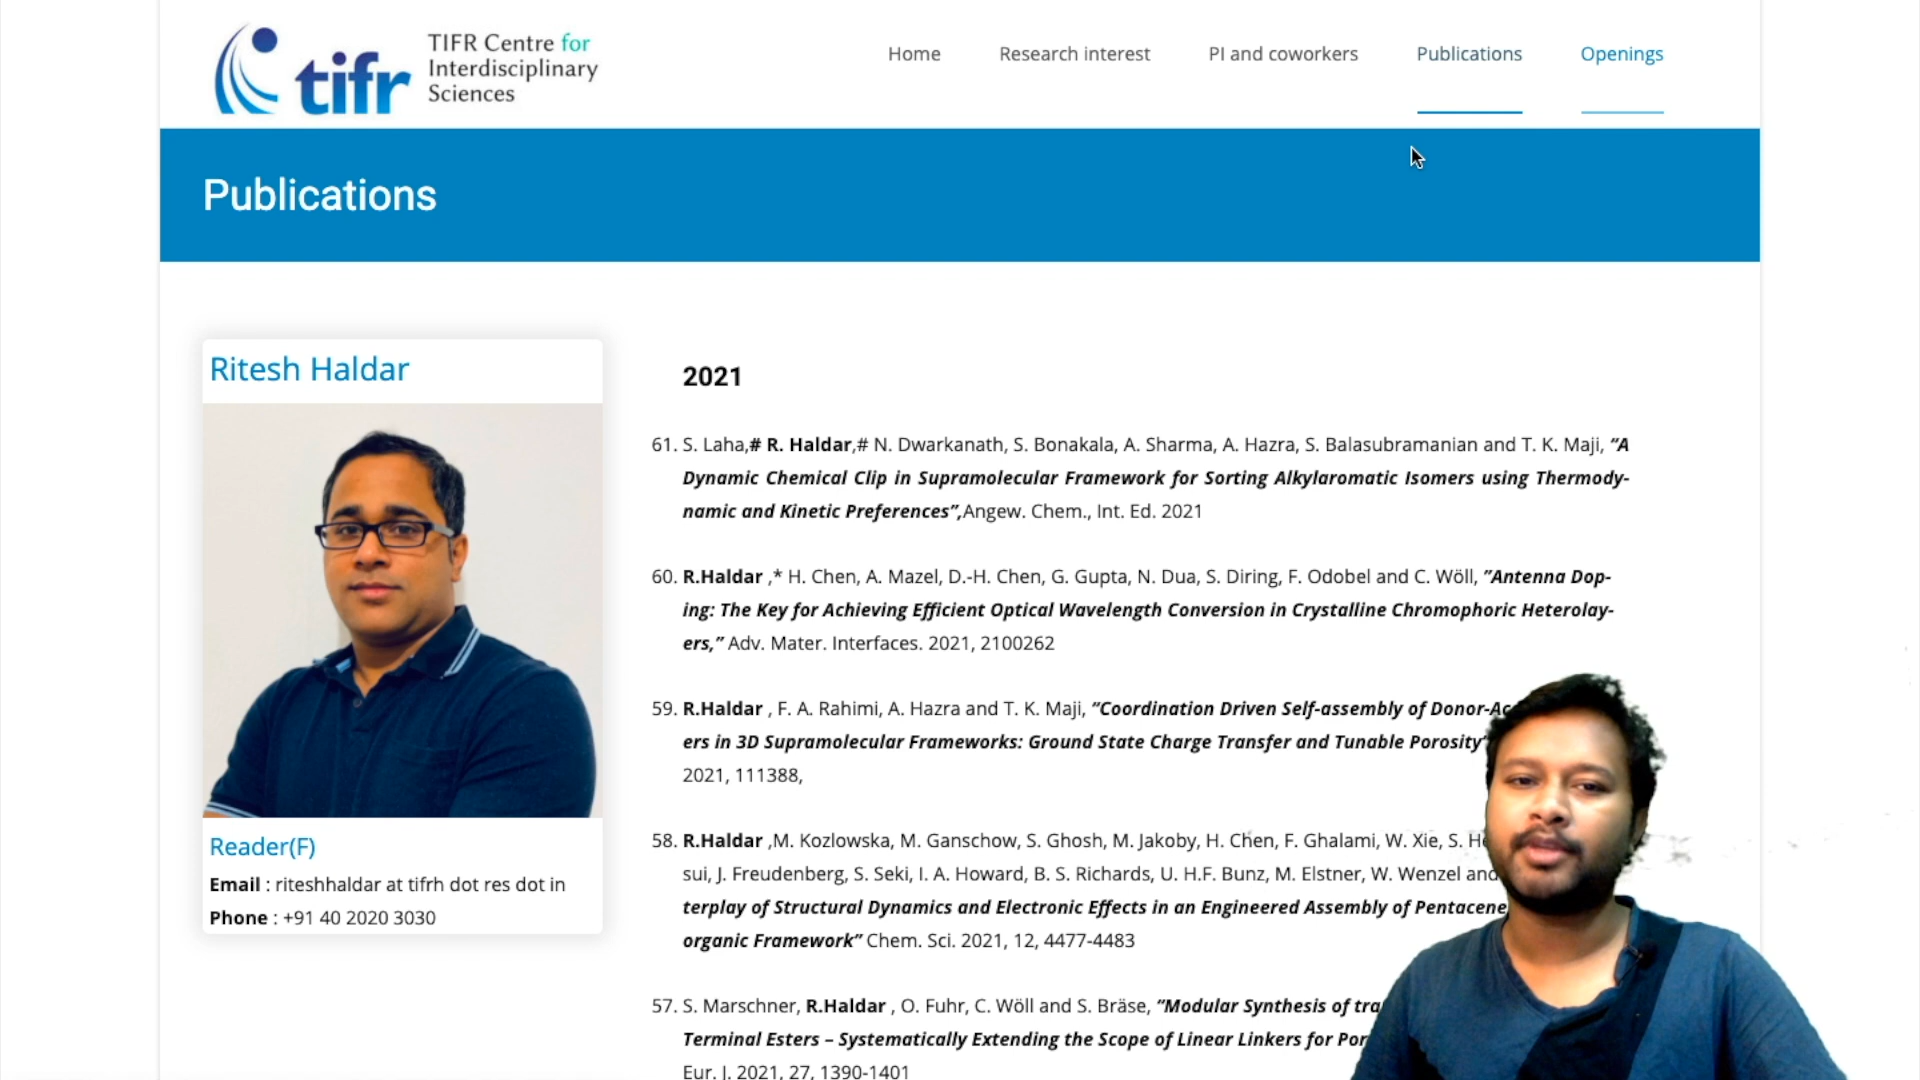 tifr
TIFR Centre for
Interdisciplinary
Sciences
Home Research interest PI and coworkers Publications Openings
Publications
Ritesh Haldar
Reader(F)
Email : riteshhaldar at tifrh dot res dot in
Phone : +91 40 2020 3030
2021
61. S. Laha,# R. Haldar,# N. Dwarkanath, S. Bonakala, A. Sharma, A. Hazra, S. Balasubramanian and T. K. Maji, “A
Dynamic Chemical Clip in Supramolecular Framework for Sorting Alkylaromatic Isomers using Thermody-
namic and Kinetic Preferences”,Angew. Chem., Int. Ed. 2021
60. R.Haldar ,* H. Chen, A. Mazel, D.-H. Chen, G. Gupta, N. Dua, S. Diring, F. Odobel and C. Wöll, ”Antenna Dop-
ing: The Key for Achieving Efficient Optical Wavelength Conversion in Crystalline Chromophoric Heterolay-
ers,” Adv. Mater. Interfaces. 2021, 2100262
59. R.Haldar , F. A. Rahimi, A. Hazra and T. K. Maji, “Coordination Driven Self-assembly of Donor-
ers in 3D Supramolecular Frameworks: Ground State Charge Transfer and Tunable Porosity”
2021, 111388,
58. R.Haldar ,M. Kozlowska, M. Ganschow, S. Ghosh, M. Jakoby, H. Chen, F. Ghalami, W. Xie, S.
sui, J. Freudenberg, S. Seki, I. A. Howard, B. S. Richards, U. H.F. Bunz, M. Elstner, W. Wenzel and
terplay of Structural Dynamics and Electronic Effects in an Engineered Assembly of Pentacene
organic Framework” Chem. Sci. 2021, 12, 4477-4483
57. S. Marschner, R.Haldar , O. Fuhr, C. Wöll and S. Bräse, “Modular Synthesis of
Terminal Esters – Systematically Extending the Scope of Linear Linkers for
Eur. J. 2021, 27, 1390-1401